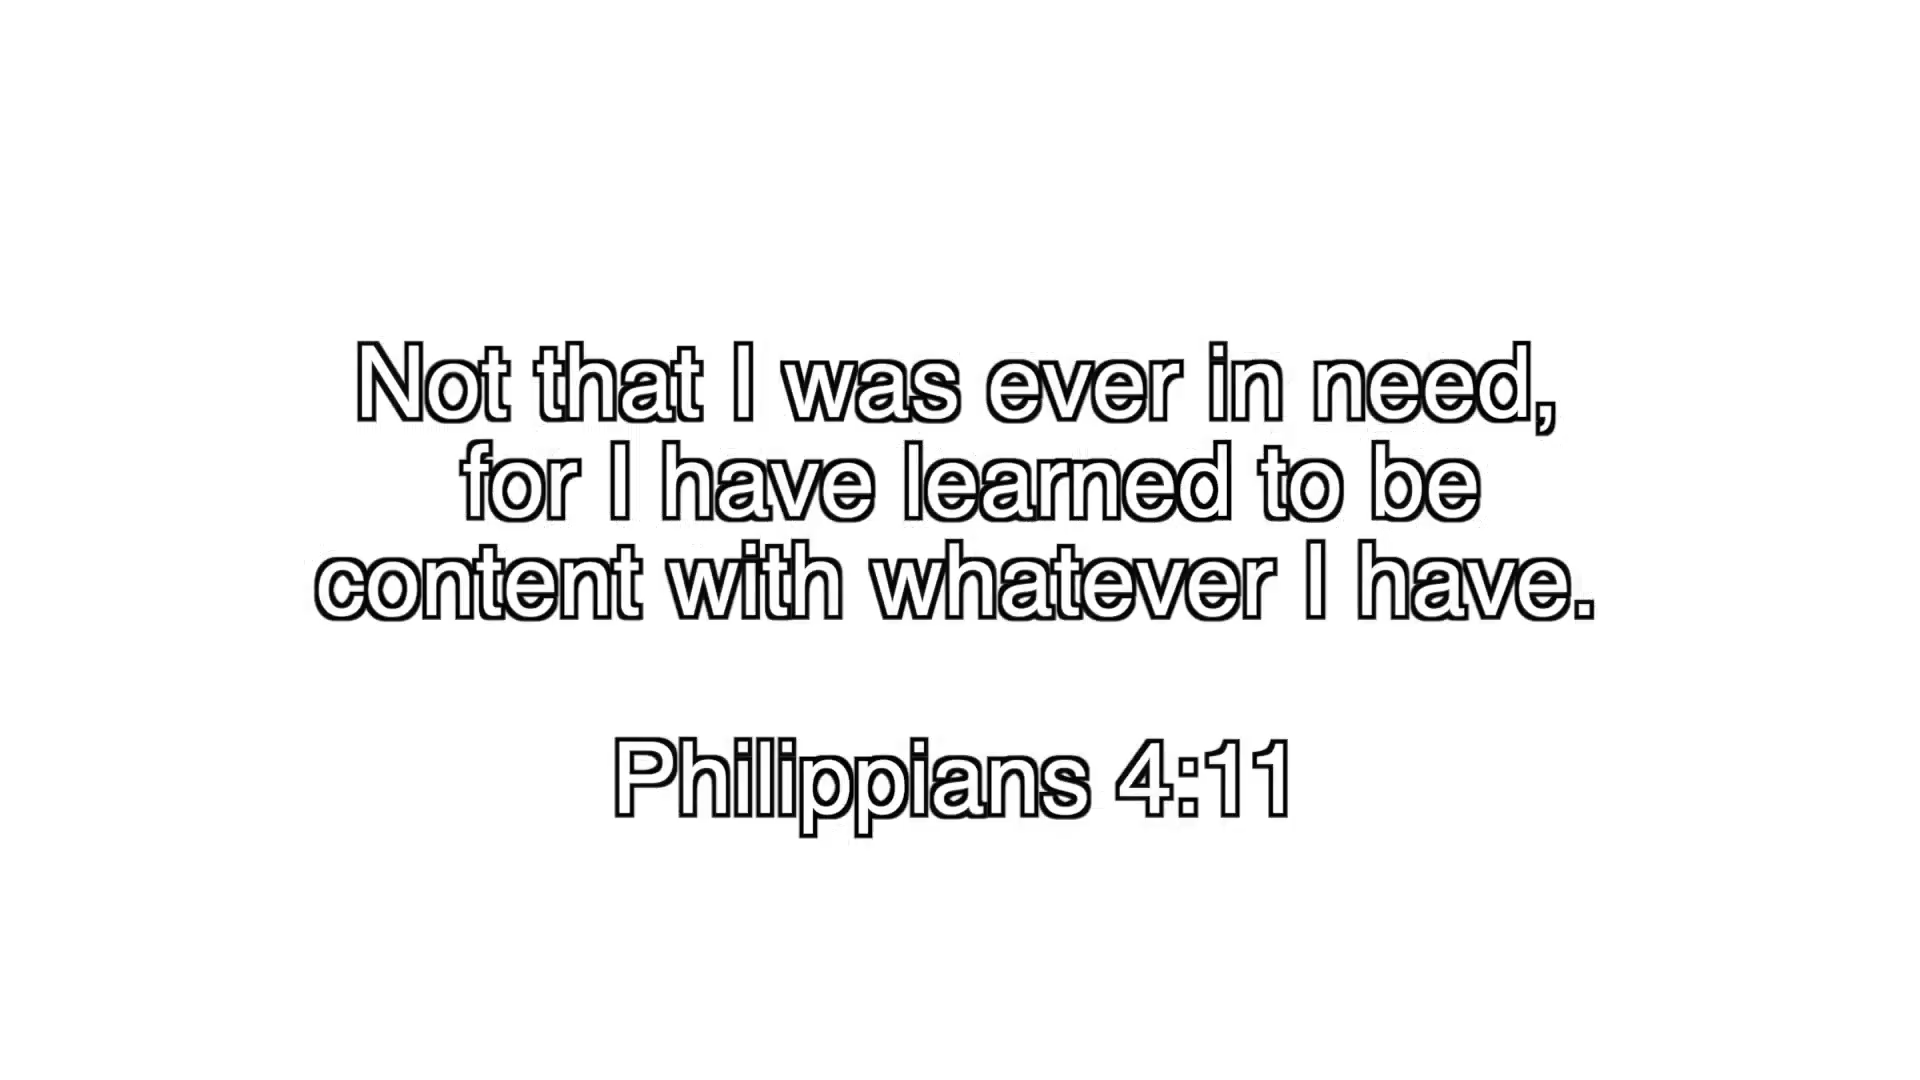 Not that I was ever in need,
for I have learned to be
content with whatever I have.
Philippians 4:11